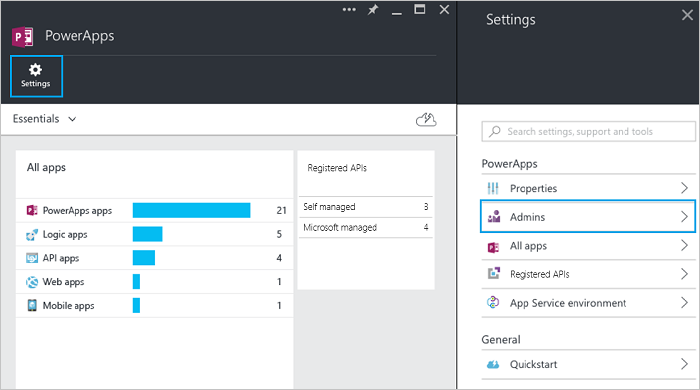 PowerApps
Settings
Essentials
All apps
PowerApps apps 21
Logic apps 5
API apps 4
Web apps 1
Mobile apps 1
Registered APIs
Self managed 3
Microsoft managed 4
Settings
Search settings, support and tools
PowerApps
Properties
Admins
All apps
Registered APIs
App Service environment
General
Quickstart